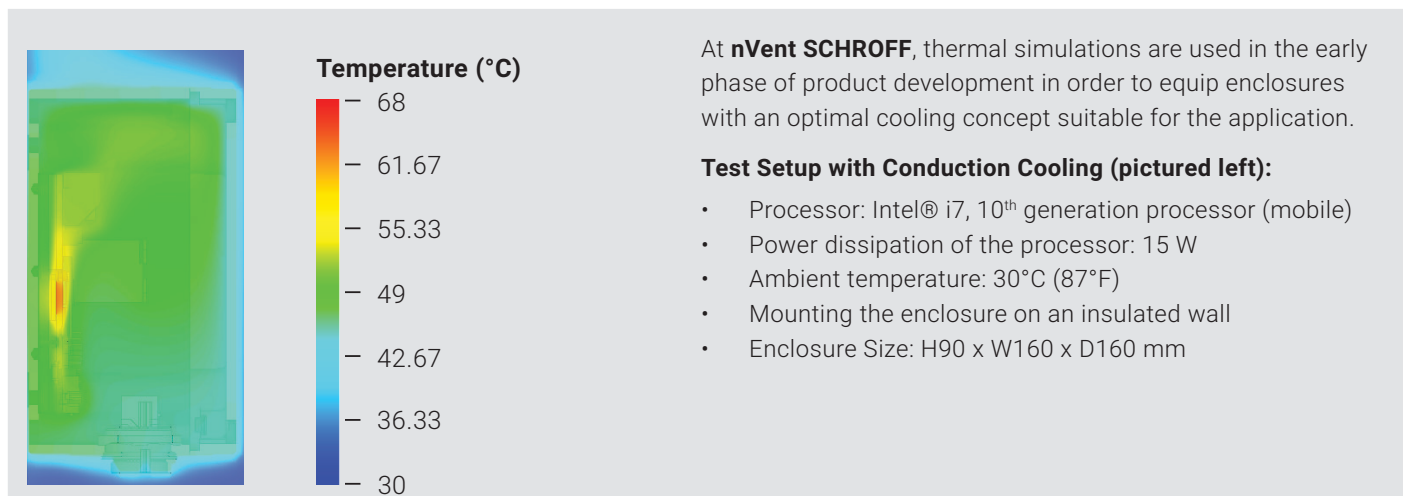 Temperature (°C)
68
61.67
55.33
49
42.67
36.33
30
At nVent SCHROFF, thermal simulations are used in the early
phase of product development in order to equip enclosures
with an optimal cooling concept suitable for the application.
Test Setup with Conduction Cooling (pictured left):
• Processor: Intel® i7, 10th generation processor (mobile)
• Power dissipation of the processor: 15 W
• Ambient temperature: 30°C (87°F)
• Mounting the enclosure on an insulated wall
• Enclosure Size: H90 x W160 x D160 mm